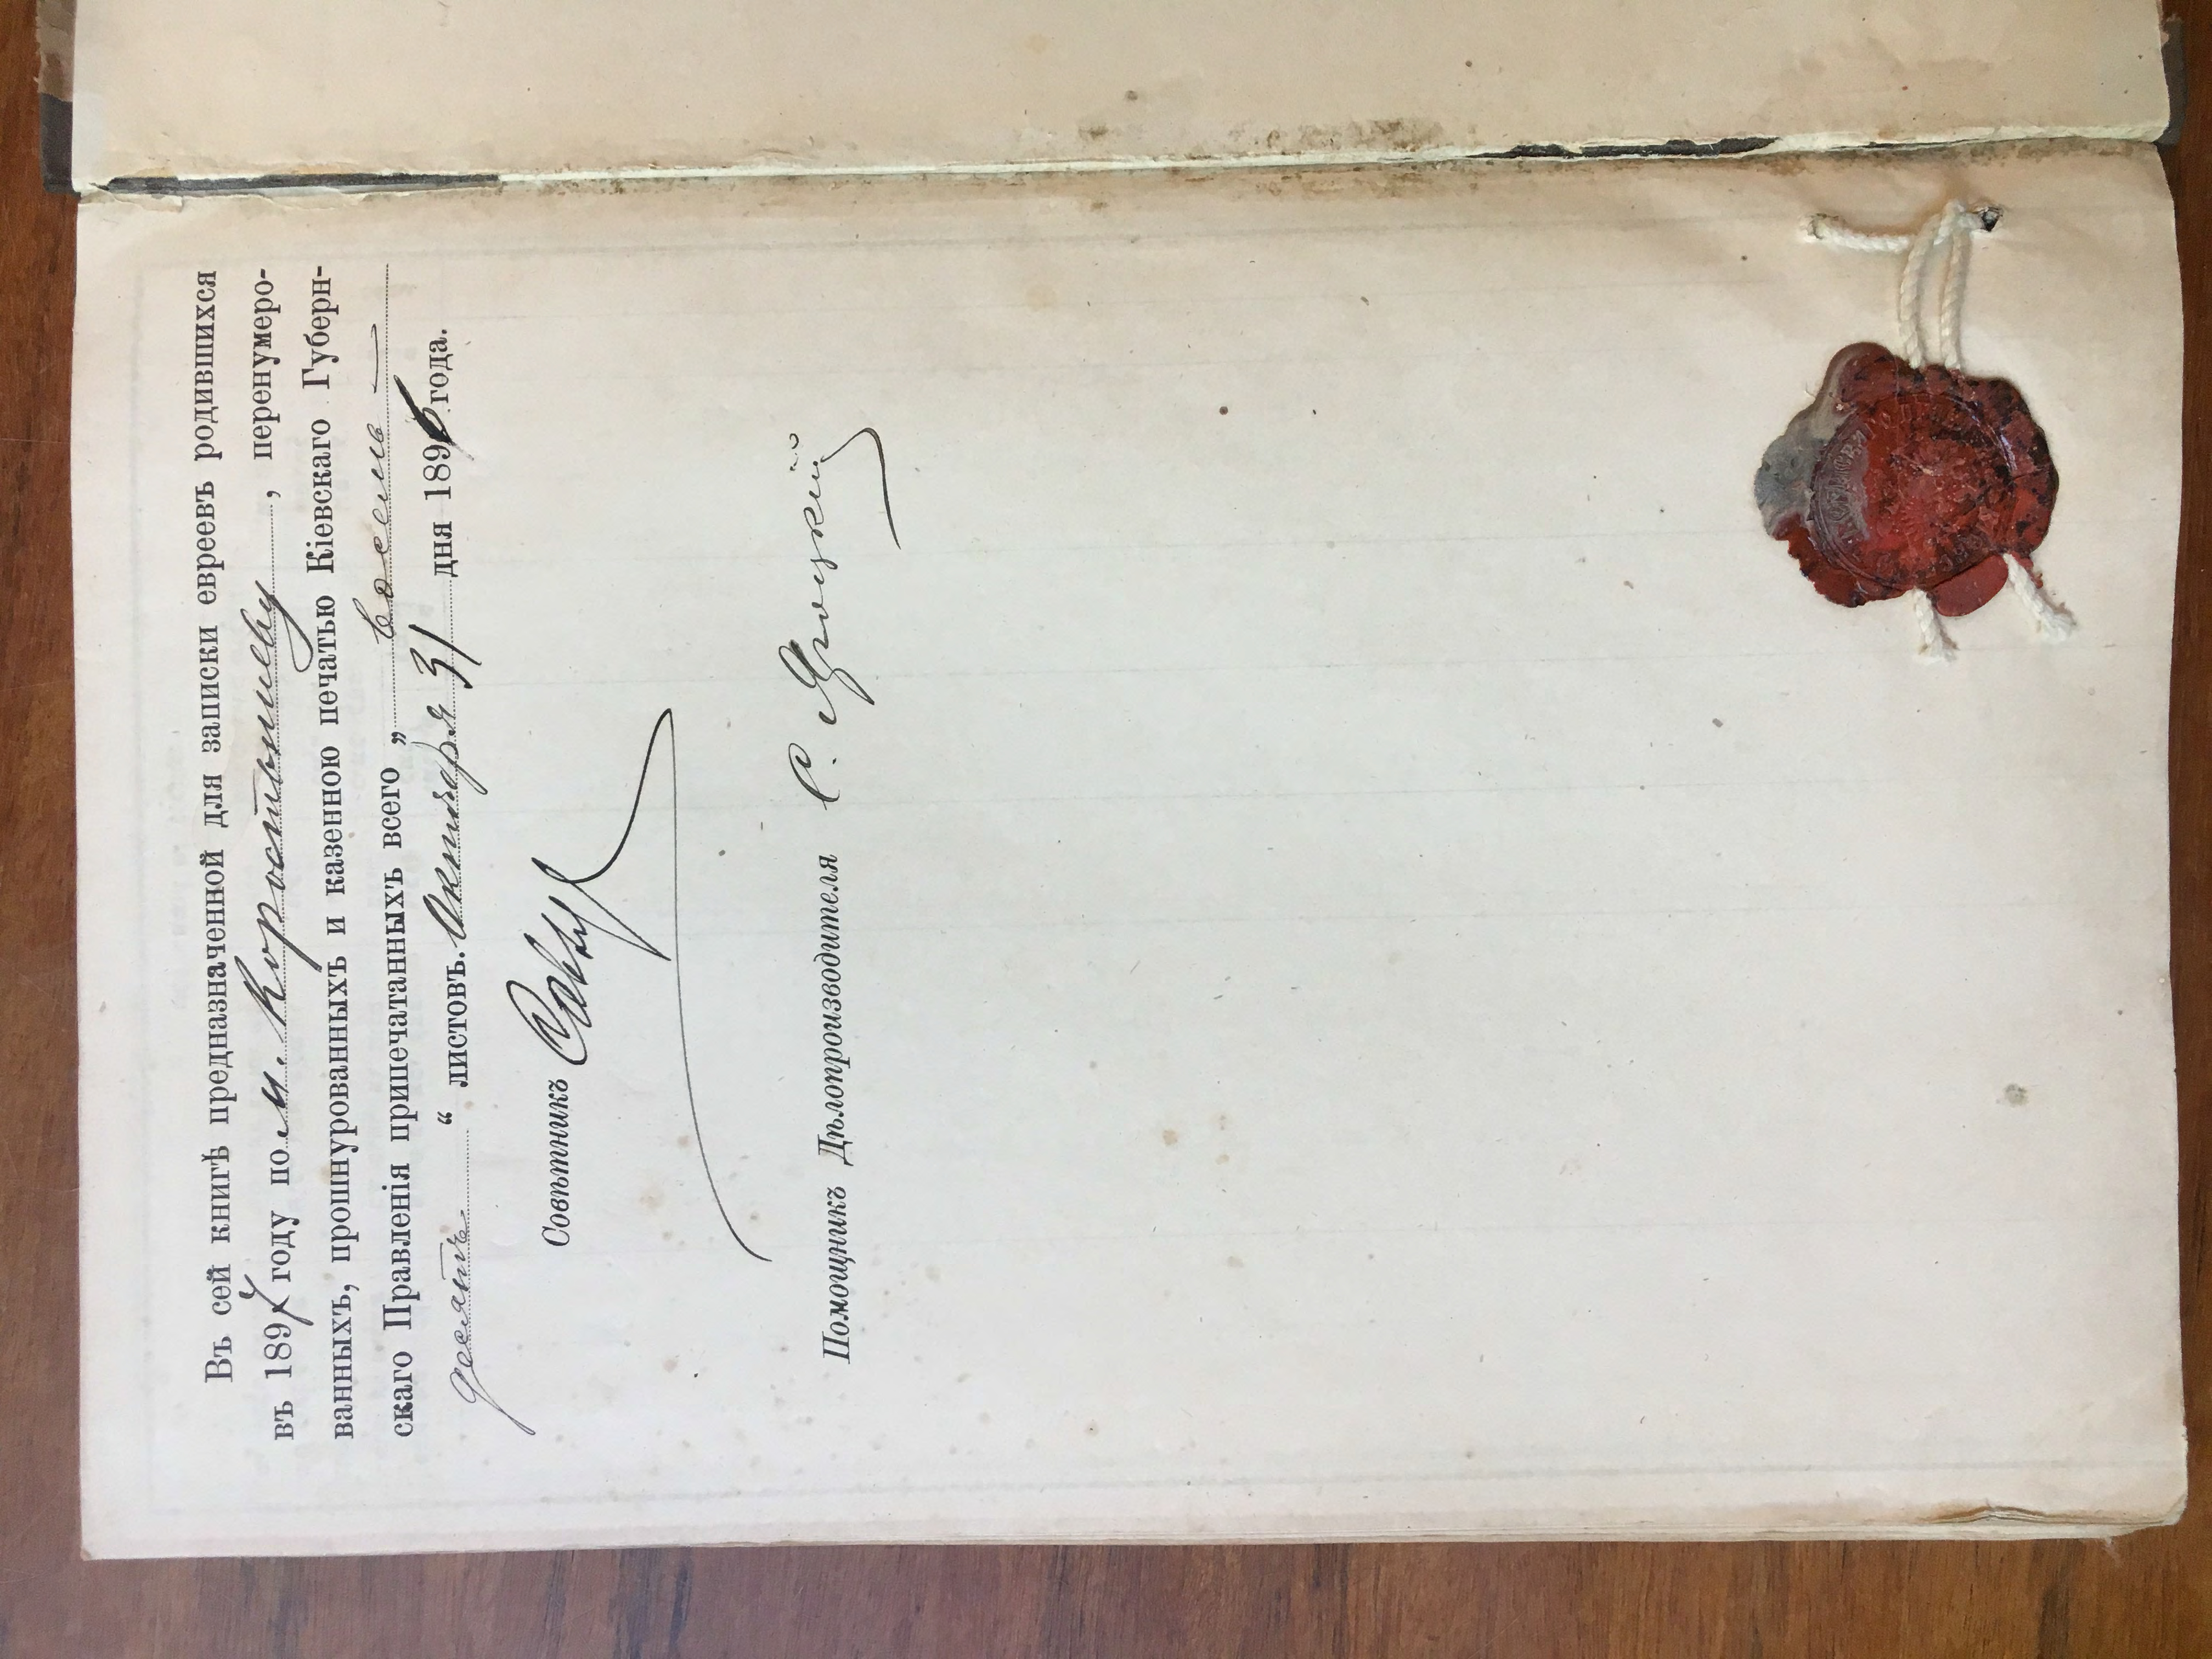 Въ сей книгѣ предназначенной для записки евреевъ родившихся
въ 1897 году по м. Коростышеву, перенумеро-
ванныхъ, прошнурованныхъ и казенною печатью Кіевскаго Губерн-
скаго Правленія припечатанныхъ всего „ восемь —
десятъ “ листовъ. Октября 31 дня 1896 года.
Совѣтникъ
Помощникъ Дѣлопроизводителя С. Яроцкій